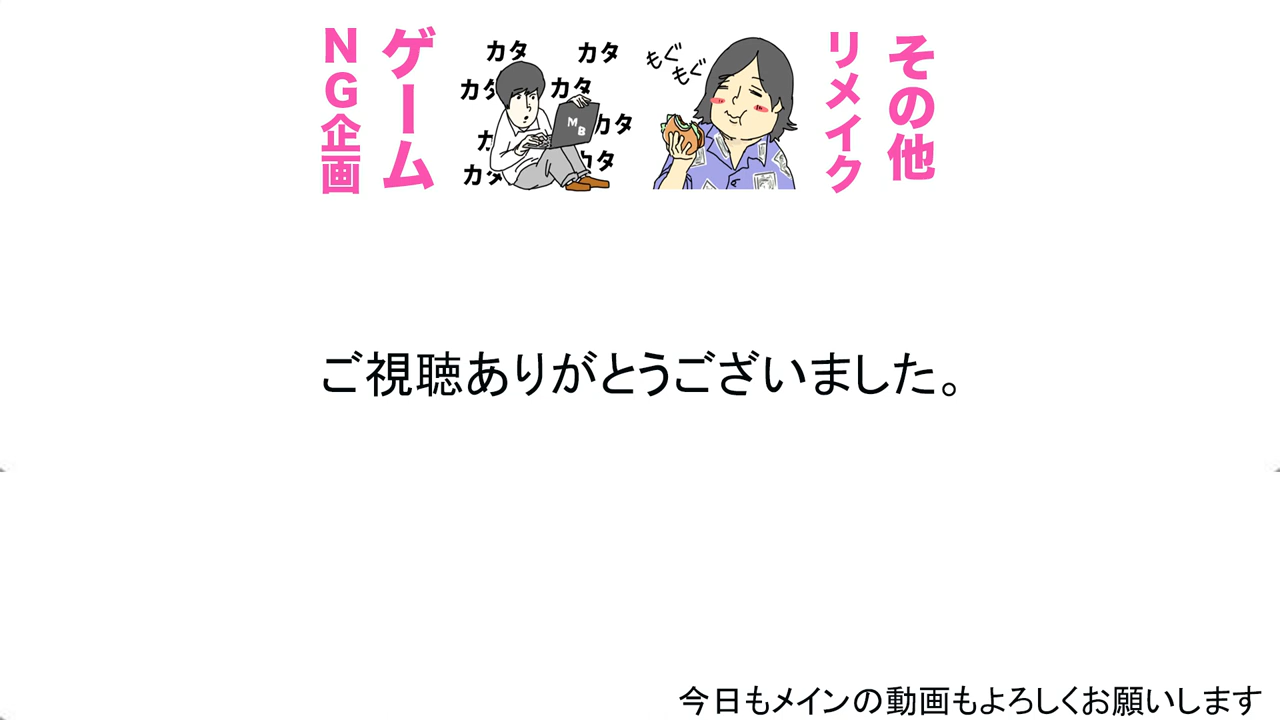 ゲーム
NG企画
カタ
カタ
カタ
カタ
カタ
カタ
MB
もぐ
もぐ
その他
リメイク
ご視聴ありがとうございました。
今日もメインの動画もよろしくお願いします